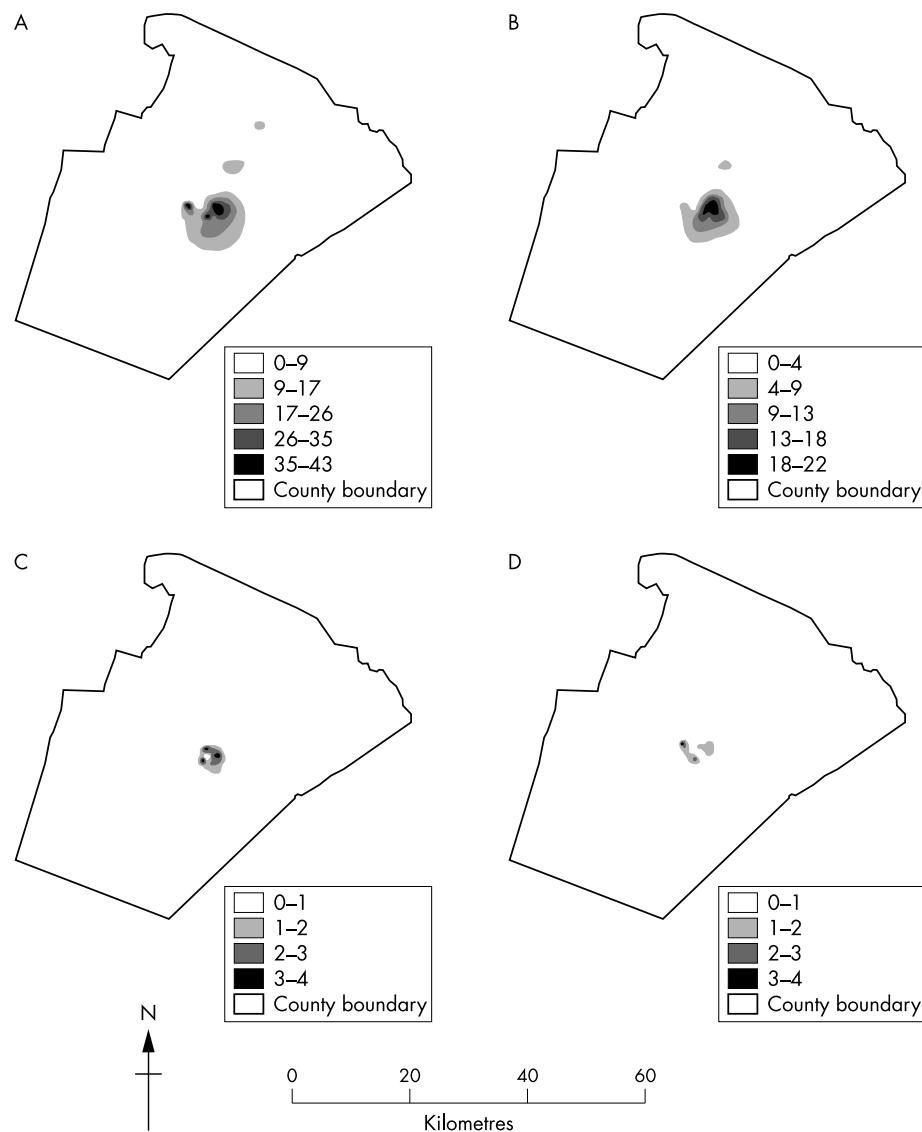 A
0–9
9–17
17–26
26–35
35–43
County boundary
B
0–4
4–9
9–13
13–18
18–22
County boundary
C
0–1
1–2
2–3
3–4
County boundary
D
0–1
1–2
2–3
3–4
County boundary
N
0 20 40 60
Kilometres